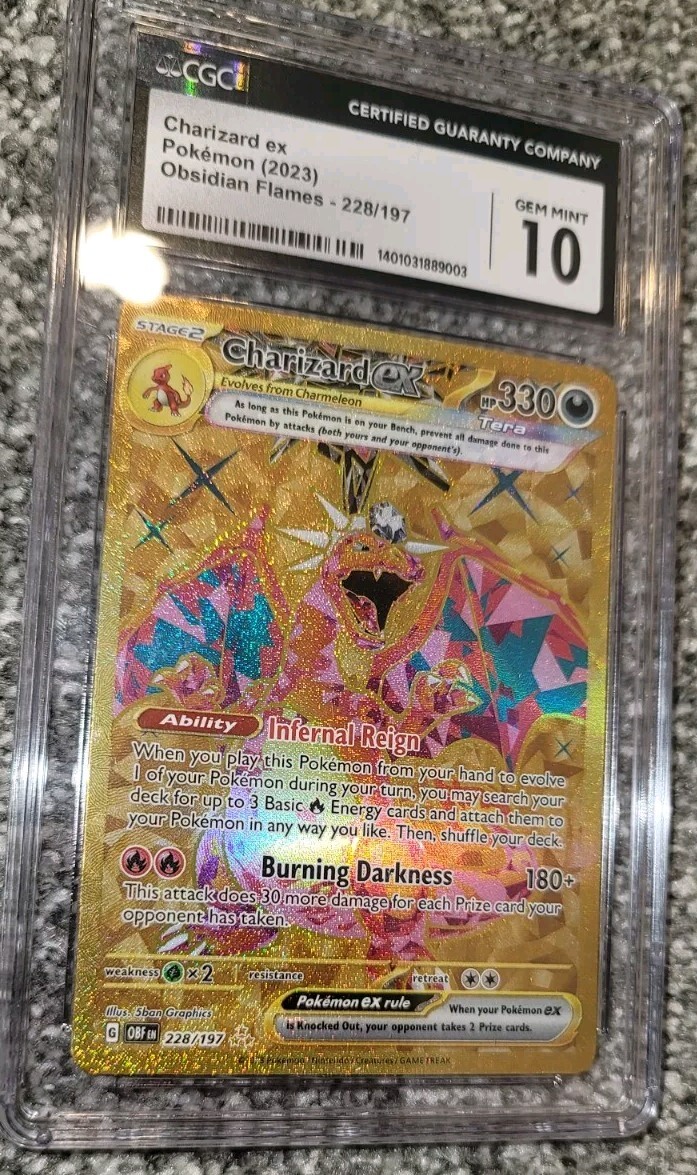 CGC
CERTIFIED GUARANTY COMPANY
Charizard ex
Pokémon (2023)
Obsidian Flames - 228/197
GEM MINT
10
1401031889003
STAGE2
Charizard ex
HP 330
Evolves from Charmeleon
Tera
As long as this Pokémon is on your Bench, prevent all damage done to this
Pokémon by attacks (both yours and your opponent's).
Ability Infernal Reign
When you play this Pokémon from your hand to evolve
1 of your Pokémon during your turn, you may search your
deck for up to 3 Basic Energy cards and attach them to
your Pokémon in any way you like. Then, shuffle your deck.
Burning Darkness 180+
This attack does 30 more damage for each Prize card your
opponent has taken.
weakness ×2 resistance retreat
Pokémon ex rule
When your Pokémon ex
is Knocked Out, your opponent takes 2 Prize cards.
Illus. 5ban Graphics
G OBF EN 228/197
Pokémon / Nintendo / Creatures / GAME FREAK